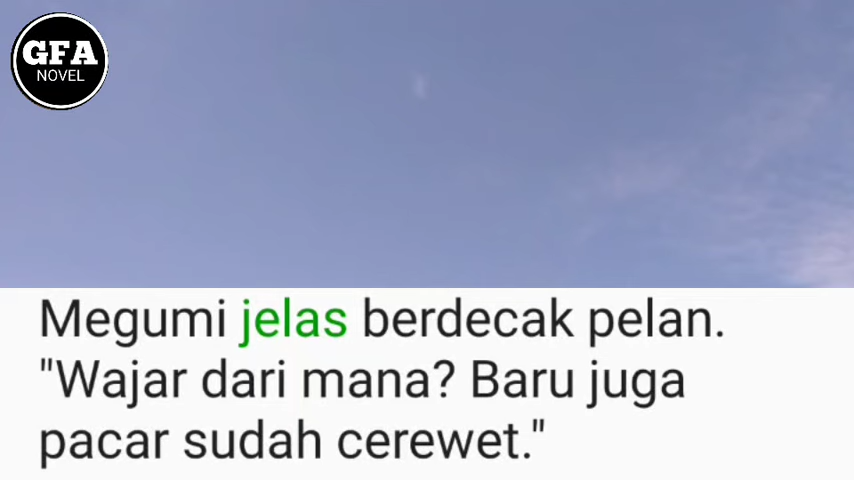 GFA
NOVEL
Megumi jelas berdecak pelan.
"Wajar dari mana? Baru juga
pacar sudah cerewet."